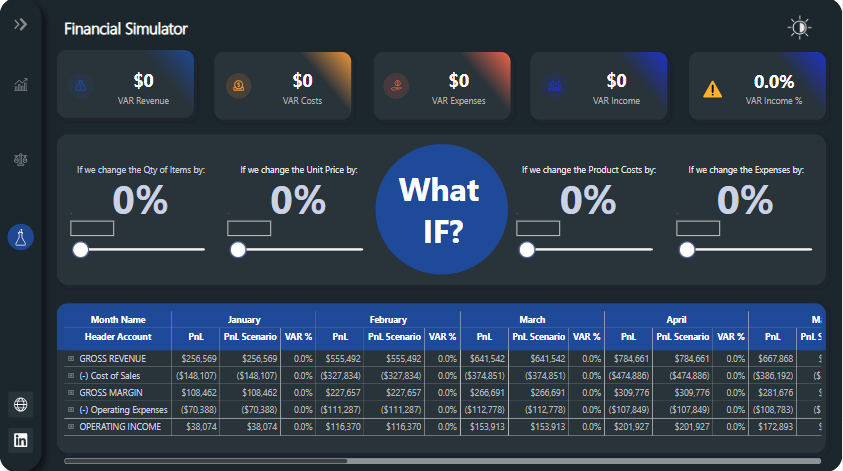 Financial Simulator
$0 $0 $0 $0 0.0%
VAR Revenue VAR Costs VAR Expenses VAR Income VAR Income %
If we change the Qty of Items by: If we change the Unit Price by: If we change the Product Costs by: If we change the Expenses by:
0% 0% 0% 0%
What
IF?
Month Name January February March April
Header Account PnL PnL Scenario VAR % PnL PnL Scenario VAR % PnL PnL Scenario VAR % PnL PnL Scenario VAR % PnL
GROSS REVENUE $256,569 $256,569 0.0% $555,492 $555,492 0.0% $641,542 $641,542 0.0% $784,661 $784,661 0.0% $667,868
(-) Cost of Sales ($148,107) ($148,107) 0.0% ($327,834) ($327,834) 0.0% ($374,851) ($374,851) 0.0% ($474,886) ($474,886) 0.0% ($386,192)
GROSS MARGIN $108,462 $108,462 0.0% $227,657 $227,657 0.0% $266,691 $266,691 0.0% $309,776 $309,776 0.0% $281,676
(-) Operating Expenses ($70,388) ($70,388) 0.0% ($111,287) ($111,287) 0.0% ($112,778) ($112,778) 0.0% ($107,849) ($107,849) 0.0% ($108,783)
OPERATING INCOME $38,074 $38,074 0.0% $116,370 $116,370 0.0% $153,913 $153,913 0.0% $201,927 $201,927 0.0% $172,893
in